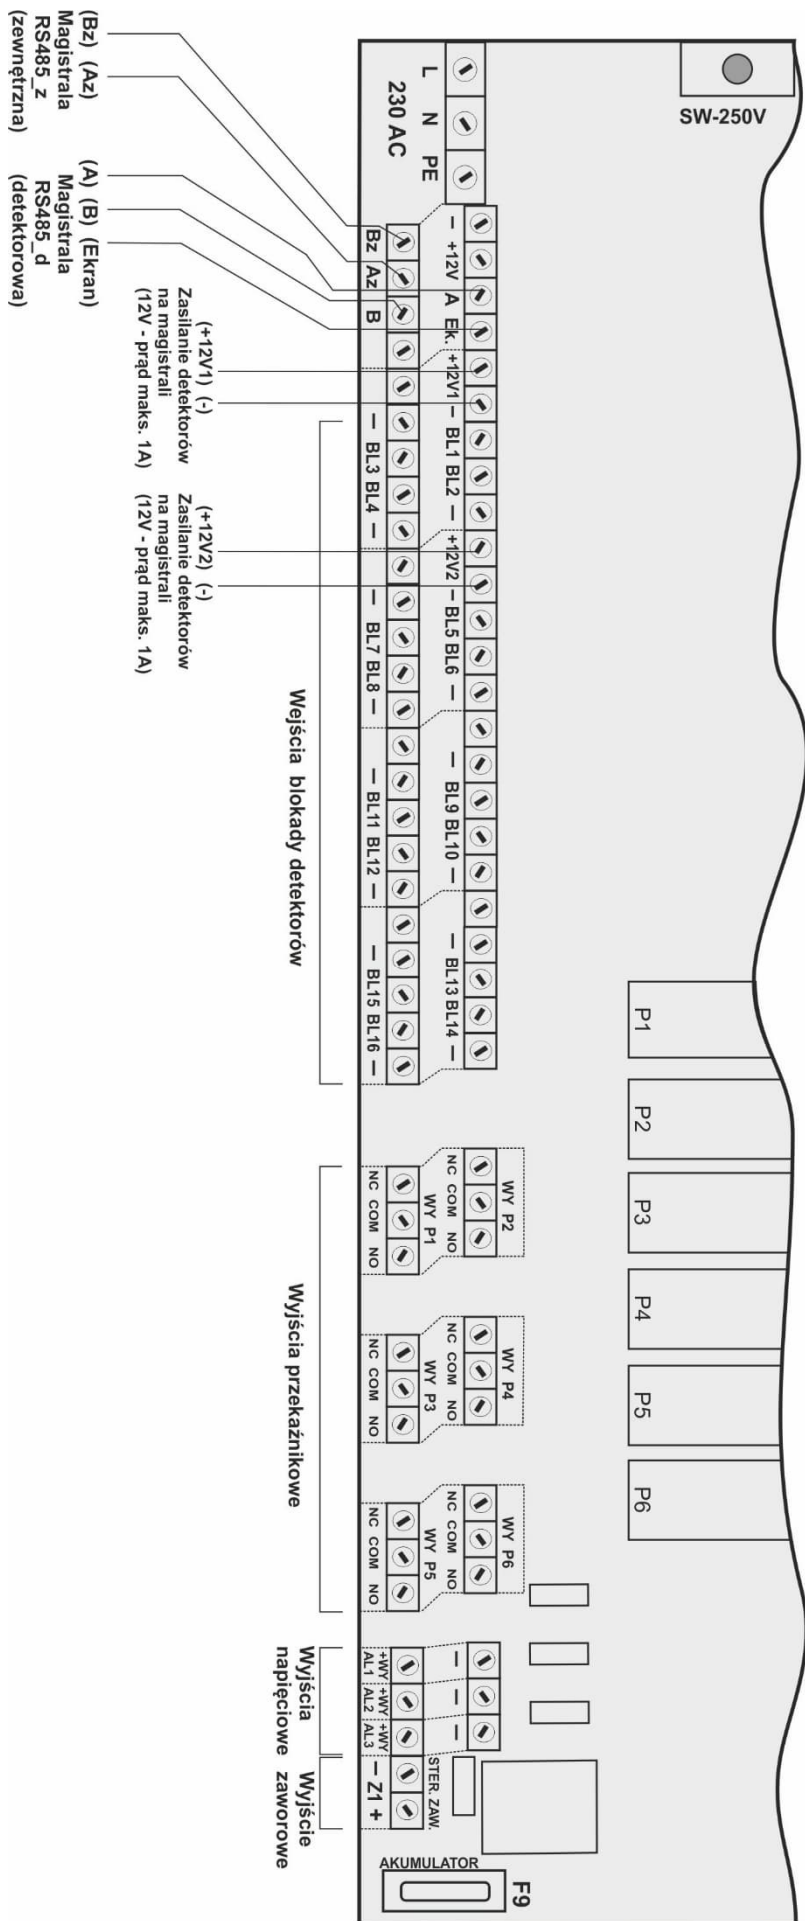 (Bz) (Az)
Magistrala
RS485_z
(zewnętrzna)
(A) (B) (Ekran)
Magistrala
RS485_d
(detektorowa)
(+12V1) (-)
Zasilanie detektorów
na magistrali
(12V - prąd maks. 1A)
(+12V2) (-)
Zasilanie detektorów
na magistrali
(12V - prąd maks. 1A)
Wejścia blokady detektorów
Wyjścia przekaźnikowe
Wyjścia
napięciowe
Wyjście
zaworowe
230 AC
L N PE
Bz Az B
– BL3 BL4 –
– BL7 BL8 –
– BL11 BL12 –
– BL15 BL16 –
– +12V A Ek. +12V1 – BL1 BL2 –
+12V2 – BL5 BL6 –
– BL9 BL10 –
– BL13 BL14 –
NC COM NO
WY P1
NC COM NO
WY P2
NC COM NO
WY P3
NC COM NO
WY P4
NC COM NO
WY P5
NC COM NO
WY P6
+WY +WY +WY
AL1 AL2 AL3
– – –
– Z1 +
STER. ZAW.
AKUMULATOR
F9
SW-250V
P1
P2
P3
P4
P5
P6